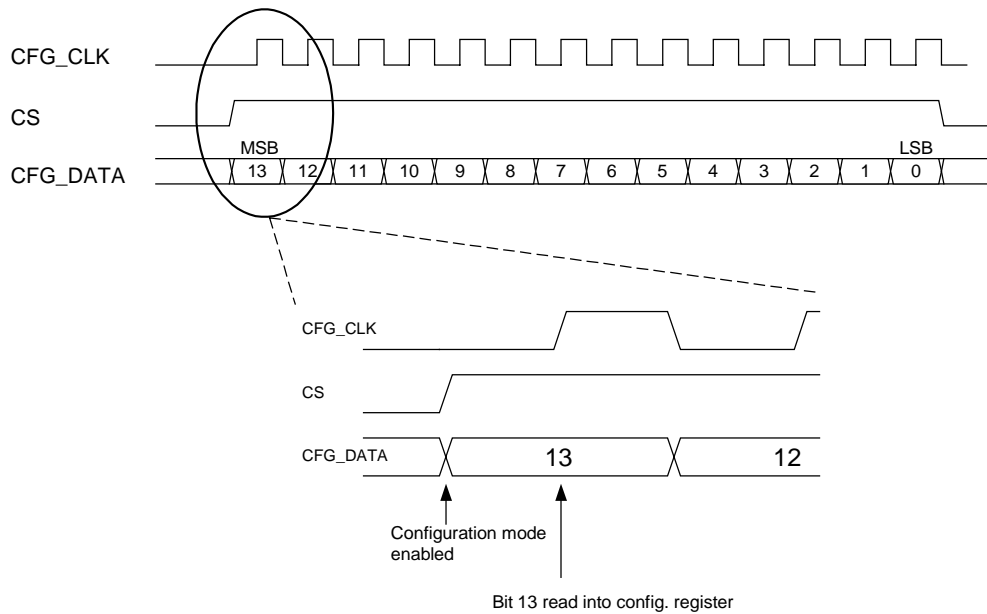 CFG_CLK
CS
MSB LSB
CFG_DATA 13 12 11 10 9 8 7 6 5 4 3 2 1 0
CFG_CLK
CS
CFG_DATA 13 12
Configuration mode
enabled
Bit 13 read into config. register